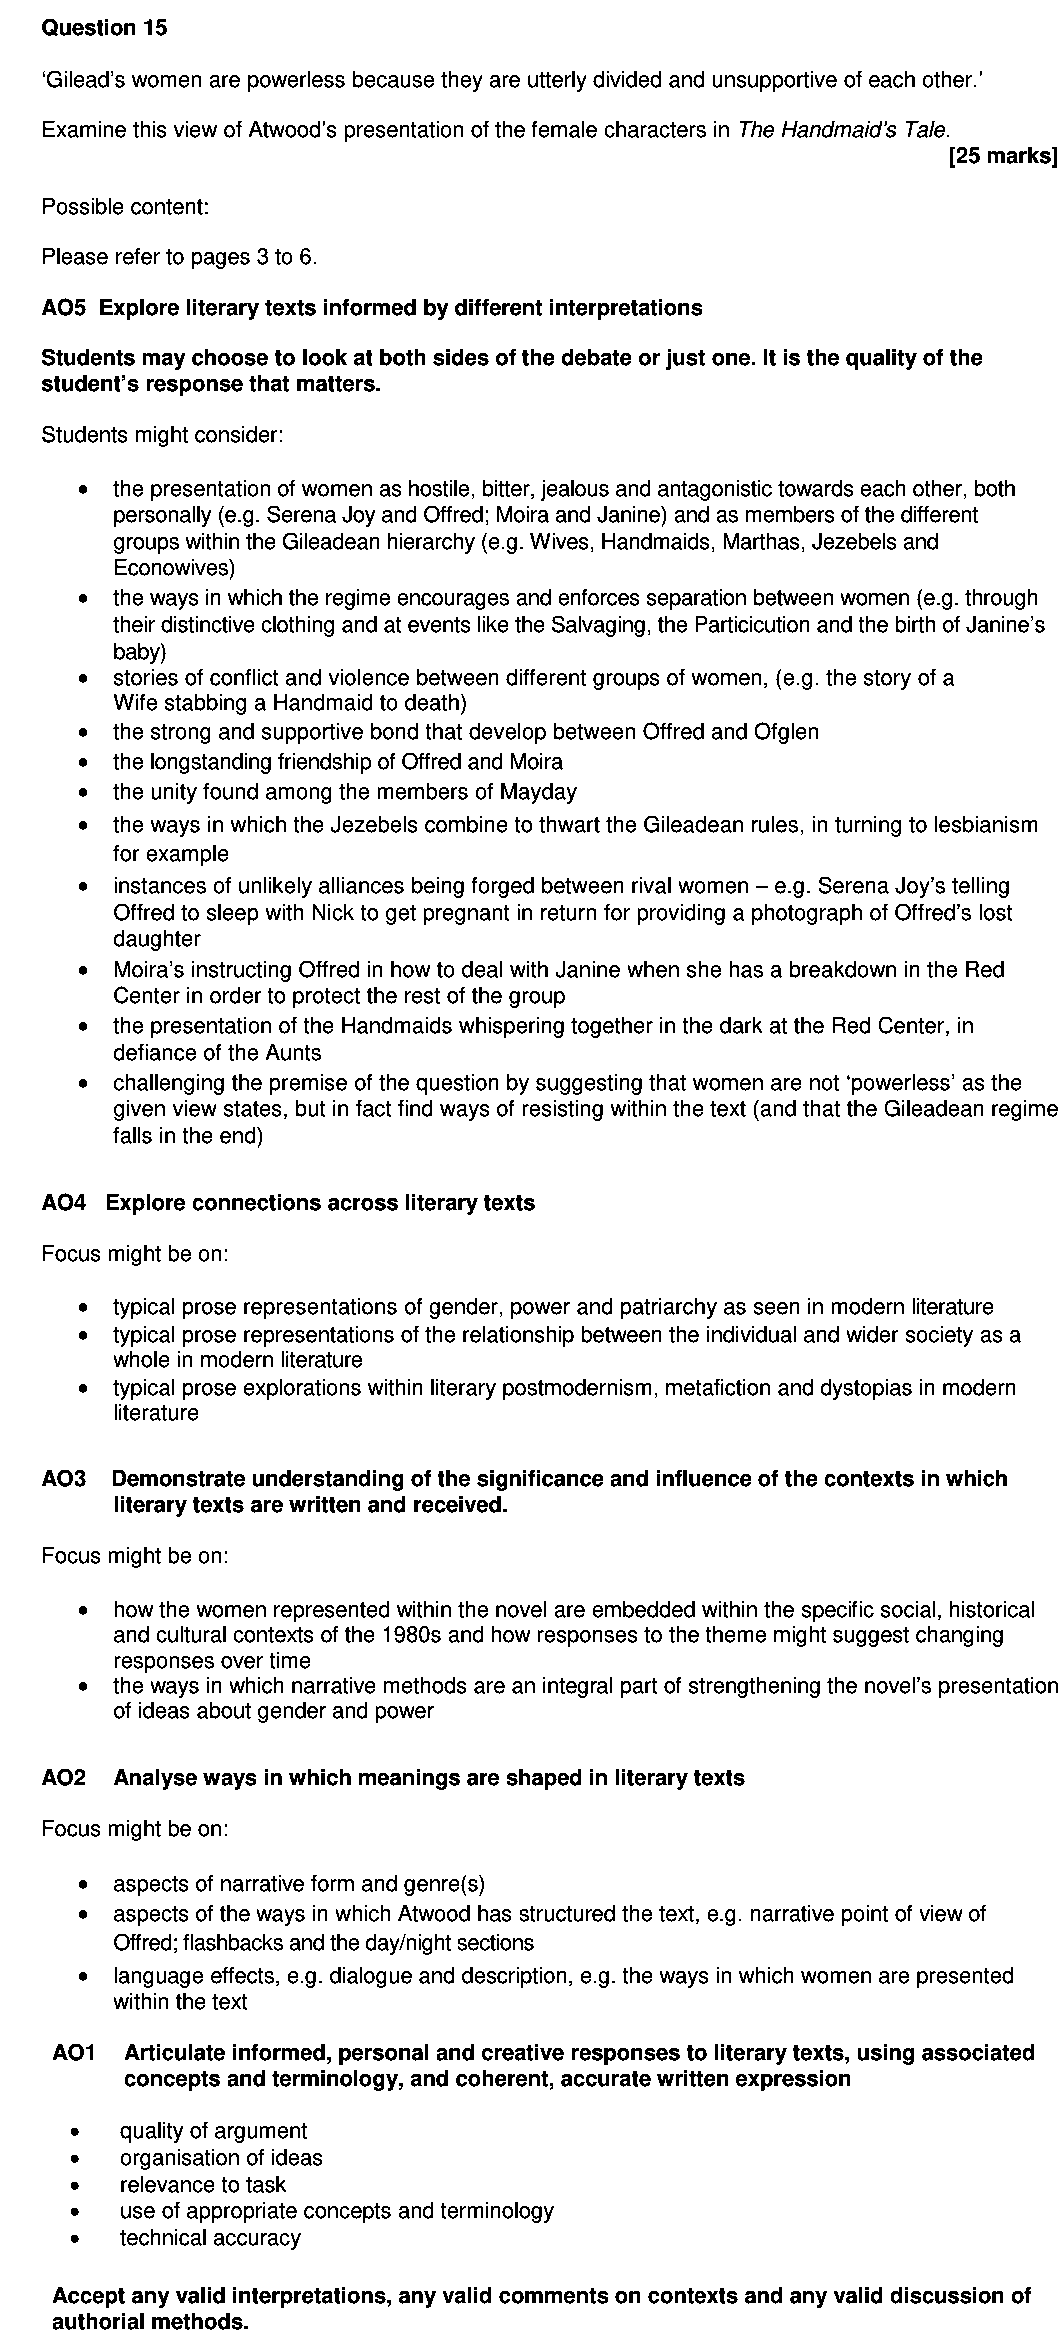 Question 15
‘Gilead’s women are powerless because they are utterly divided and unsupportive of each other.’
Examine this view of Atwood’s presentation of the female characters in The Handmaid’s Tale.
[25 marks]
Possible content:
Please refer to pages 3 to 6.
AO5 Explore literary texts informed by different interpretations
Students may choose to look at both sides of the debate or just one. It is the quality of the
student’s response that matters.
Students might consider:
• the presentation of women as hostile, bitter, jealous and antagonistic towards each other, both
personally (e.g. Serena Joy and Offred; Moira and Janine) and as members of the different
groups within the Gileadean hierarchy (e.g. Wives, Handmaids, Marthas, Jezebels and
Econowives)
• the ways in which the regime encourages and enforces separation between women (e.g. through
their distinctive clothing and at events like the Salvaging, the Particicution and the birth of Janine’s
baby)
• stories of conflict and violence between different groups of women, (e.g. the story of a
Wife stabbing a Handmaid to death)
• the strong and supportive bond that develop between Offred and Ofglen
• the longstanding friendship of Offred and Moira
• the unity found among the members of Mayday
• the ways in which the Jezebels combine to thwart the Gileadean rules, in turning to lesbianism
for example
• instances of unlikely alliances being forged between rival women – e.g. Serena Joy’s telling
Offred to sleep with Nick to get pregnant in return for providing a photograph of Offred’s lost
daughter
• Moira’s instructing Offred in how to deal with Janine when she has a breakdown in the Red
Center in order to protect the rest of the group
• the presentation of the Handmaids whispering together in the dark at the Red Center, in
defiance of the Aunts
• challenging the premise of the question by suggesting that women are not ‘powerless’ as the
given view states, but in fact find ways of resisting within the text (and that the Gileadean regime
falls in the end)
AO4 Explore connections across literary texts
Focus might be on:
• typical prose representations of gender, power and patriarchy as seen in modern literature
• typical prose representations of the relationship between the individual and wider society as a
whole in modern literature
• typical prose explorations within literary postmodernism, metafiction and dystopias in modern
literature
AO3 Demonstrate understanding of the significance and influence of the contexts in which
literary texts are written and received.
Focus might be on:
• how the women represented within the novel are embedded within the specific social, historical
and cultural contexts of the 1980s and how responses to the theme might suggest changing
responses over time
• the ways in which narrative methods are an integral part of strengthening the novel’s presentation
of ideas about gender and power
AO2 Analyse ways in which meanings are shaped in literary texts
Focus might be on:
• aspects of narrative form and genre(s)
• aspects of the ways in which Atwood has structured the text, e.g. narrative point of view of
Offred; flashbacks and the day/night sections
• language effects, e.g. dialogue and description, e.g. the ways in which women are presented
within the text
AO1 Articulate informed, personal and creative responses to literary texts, using associated
concepts and terminology, and coherent, accurate written expression
• quality of argument
• organisation of ideas
• relevance to task
• use of appropriate concepts and terminology
• technical accuracy
Accept any valid interpretations, any valid comments on contexts and any valid discussion of
authorial methods.